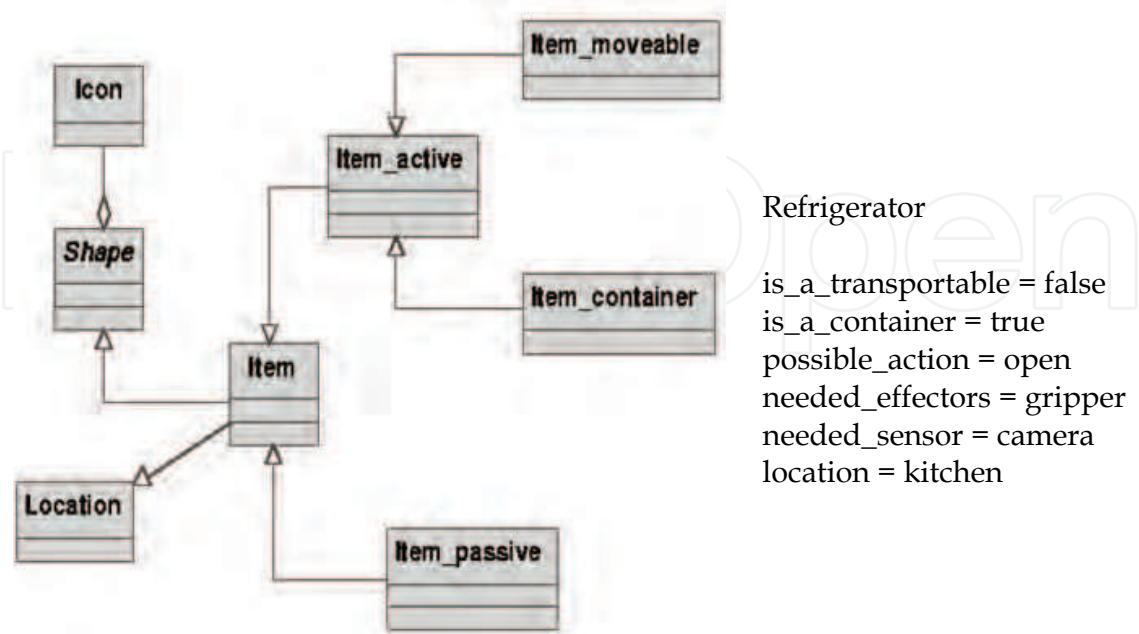 Item_moveable
Icon
Item_active
Shape
Item_container
Item
Location
Item_passive
Refrigerator
is_a_transportable = false
is_a_container = true
possible_action = open
needed_effectors = gripper
needed_sensor = camera
location = kitchen
Open